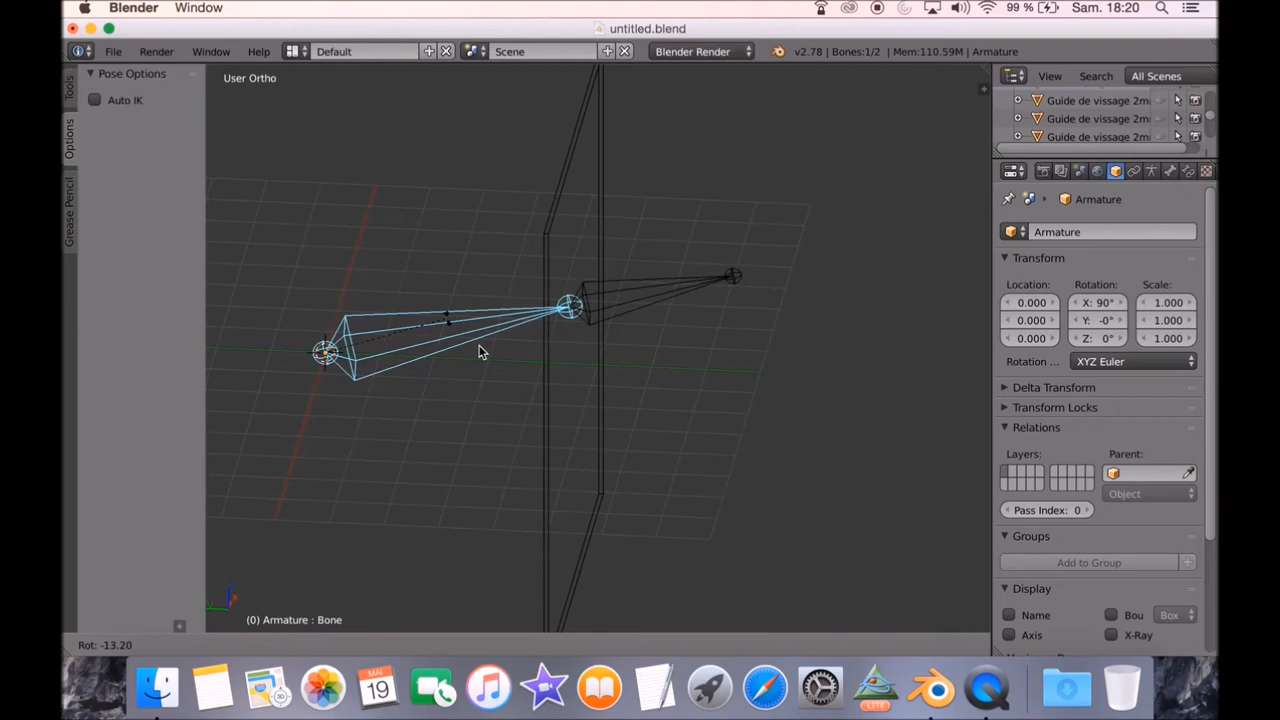 Blender Window 99 % Sam. 18:20
untitled.blend
File Render Window Help Default Scene Blender Render v2.78 | Bones:1/2 | Mem:110.59M | Armature
Pose Options
Auto IK
Tools
Options
Grease Pencil
User Ortho
(0) Armature : Bone
Rot: -13.20
View Search All Scenes
Guide de vissage 2m
Guide de vissage 2m
Guide de vissage 2m
Armature
Armature
Transform
Location: Rotation: Scale:
0.000 X: 90° 1.000
0.000 Y: -0° 1.000
0.000 Z: 0° 1.000
Rotation ... XYZ Euler
Delta Transform
Transform Locks
Relations
Layers: Parent:
Object
Pass Index: 0
Groups
Add to Group
Display
Name Bou Box
Axis X-Ray
MAI
19
LITE